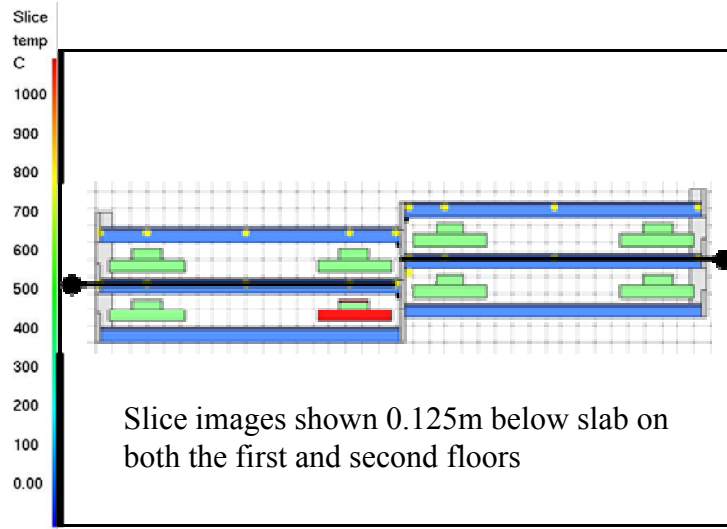 Slice
temp
C
1000
900
800
700
600
500
400
300
200
100
0.00
Slice images shown 0.125m below slab on
both the first and second floors